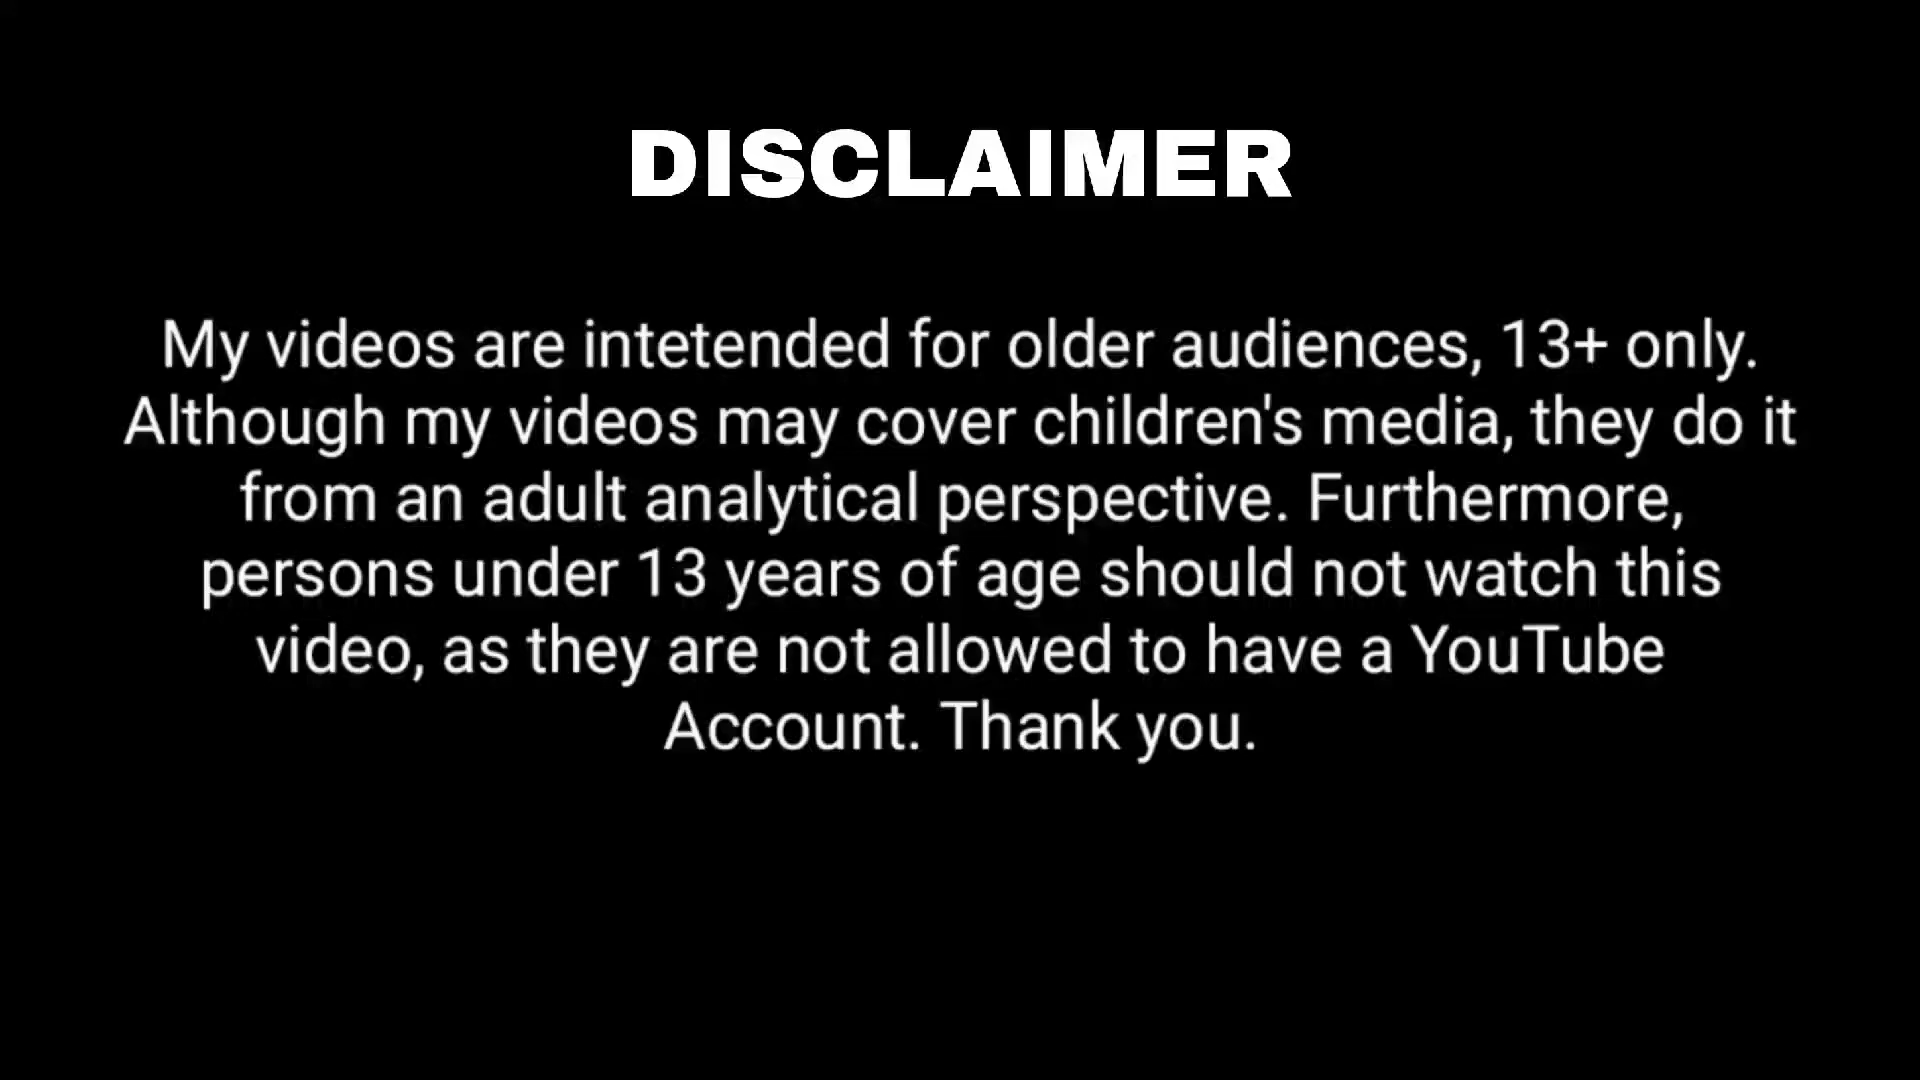 DISCLAIMER
My videos are intetended for older audiences, 13+ only.
Although my videos may cover children's media, they do it
from an adult analytical perspective. Furthermore,
persons under 13 years of age should not watch this
video, as they are not allowed to have a YouTube
Account. Thank you.